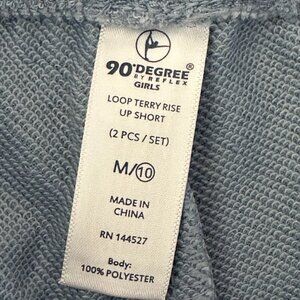 90°DEGREE
BY REFLEX
GIRLS
LOOP TERRY RISE
UP SHORT
(2 PCS / SET)
M/⑩
MADE IN
CHINA
RN 144527
Body:
100% POLYESTER